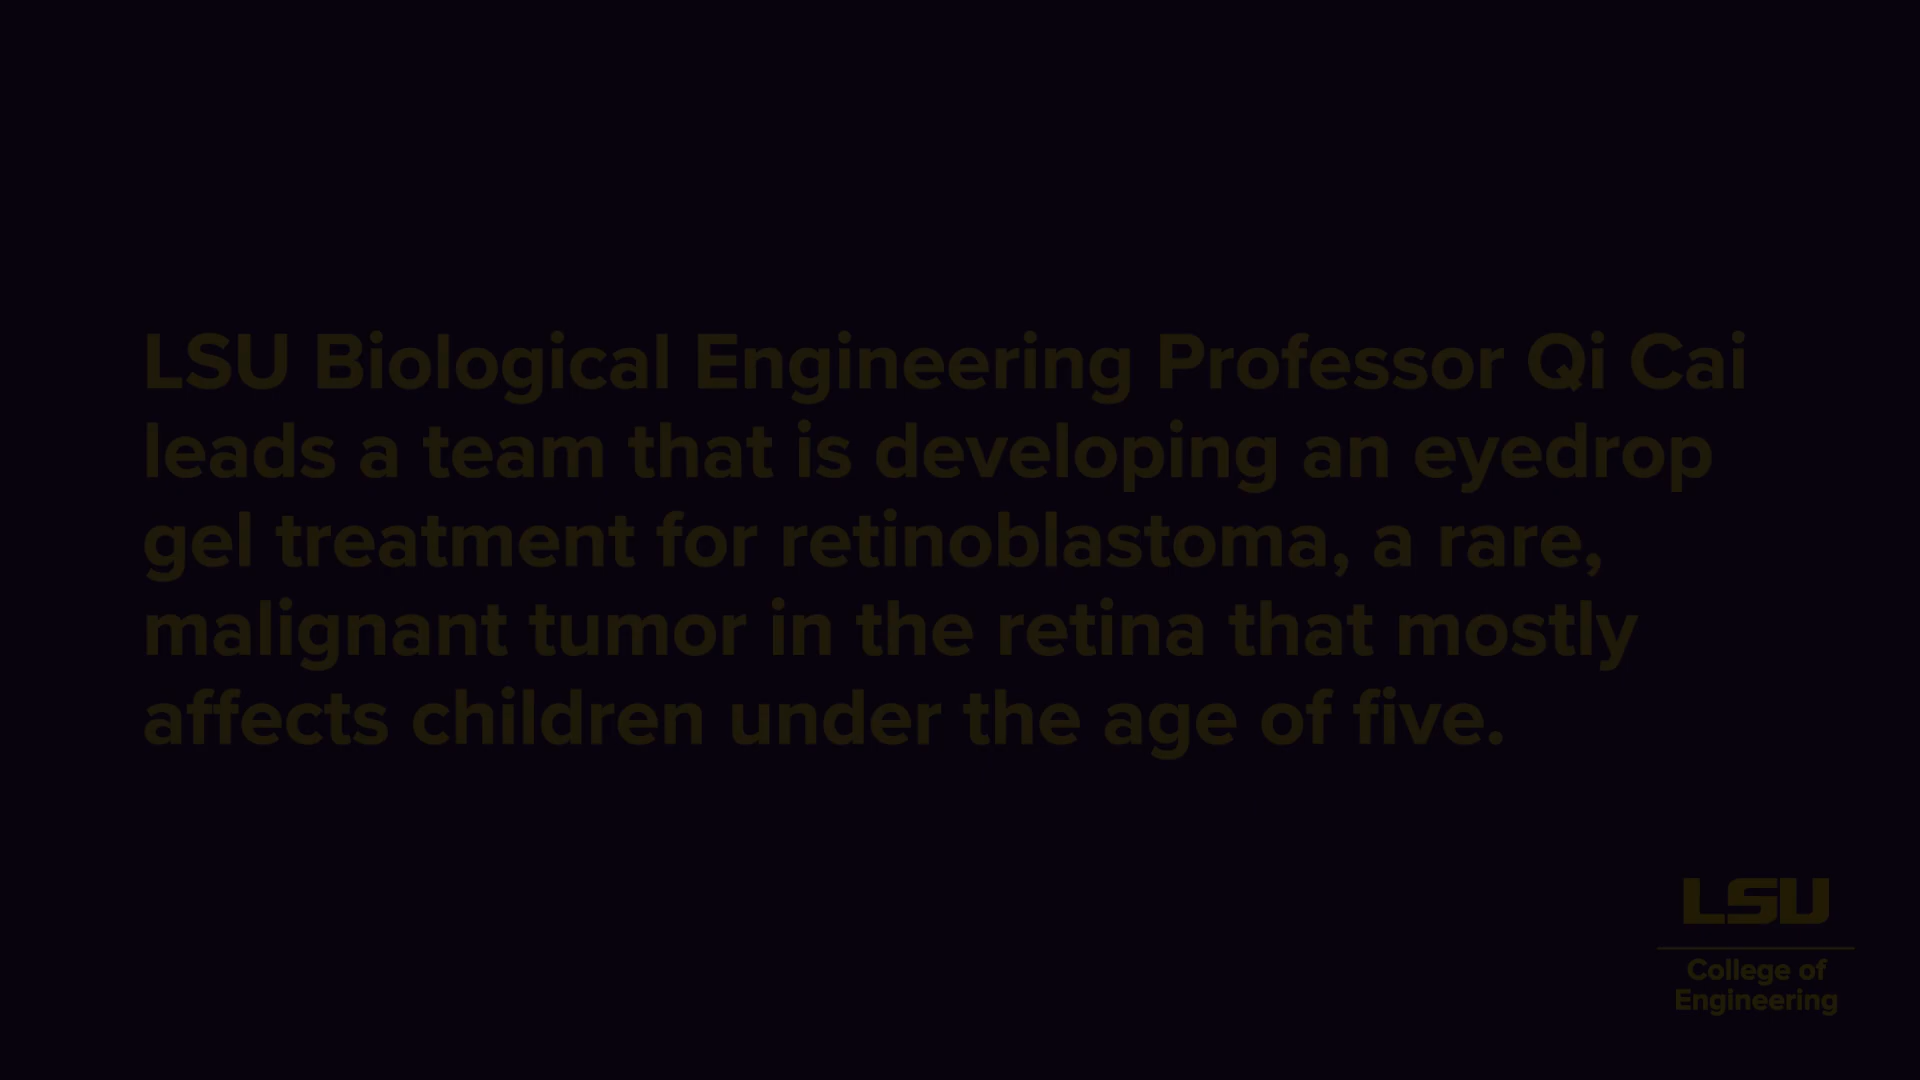 LSU Biological Engineering Professor Qi Cai
leads a team that is developing an eyedrop
gel treatment for retinoblastoma, a rare,
malignant tumor in the retina that mostly
affects children under the age of five.
LSU
College of
Engineering